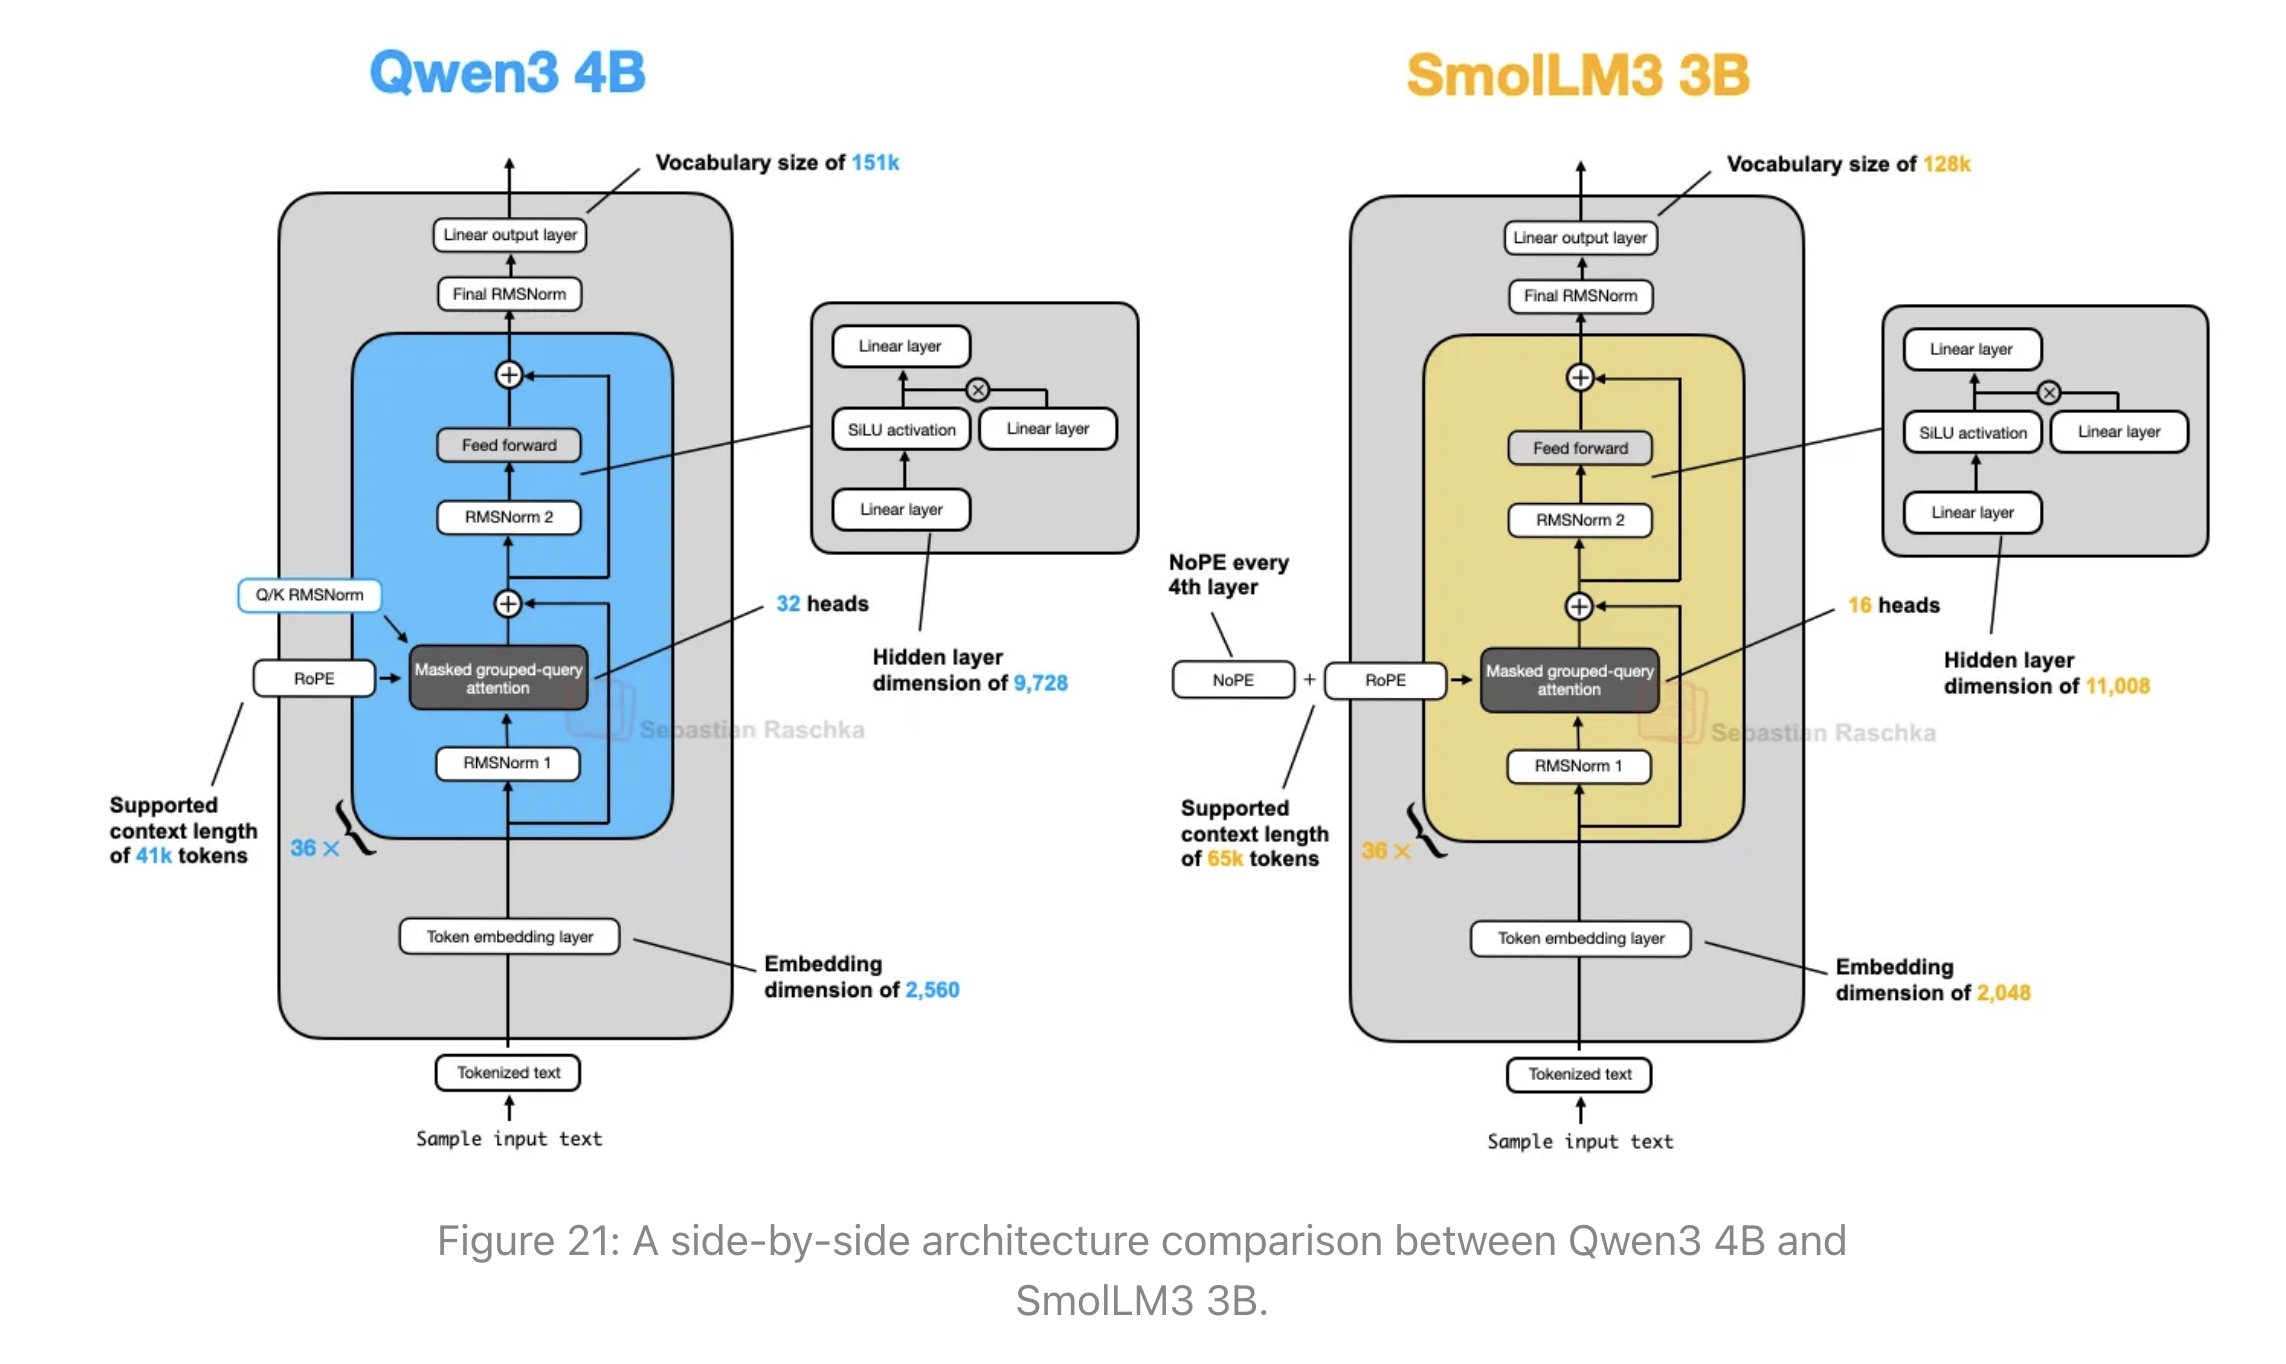 Qwen3 4B
Vocabulary size of 151k
Linear output layer
Final RMSNorm
+
Feed forward
RMSNorm 2
Q/K RMSNorm
+
RoPE
Masked grouped-query
attention
RMSNorm 1
36 ×
Supported
context length
of 41k tokens
Token embedding layer
Tokenized text
Sample input text
Linear layer
×
SiLU activation
Linear layer
Linear layer
32 heads
Hidden layer
dimension of 9,728
Sebastian Raschka
Embedding
dimension of 2,560
SmolLM3 3B
Vocabulary size of 128k
Linear output layer
Final RMSNorm
+
Feed forward
RMSNorm 2
NoPE every
4th layer
+
NoPE
+
RoPE
Masked grouped-query
attention
RMSNorm 1
36 ×
Supported
context length
of 65k tokens
Token embedding layer
Tokenized text
Sample input text
Linear layer
×
SiLU activation
Linear layer
Linear layer
16 heads
Hidden layer
dimension of 11,008
Sebastian Raschka
Embedding
dimension of 2,048
Figure 21: A side-by-side architecture comparison between Qwen3 4B and
SmolLM3 3B.